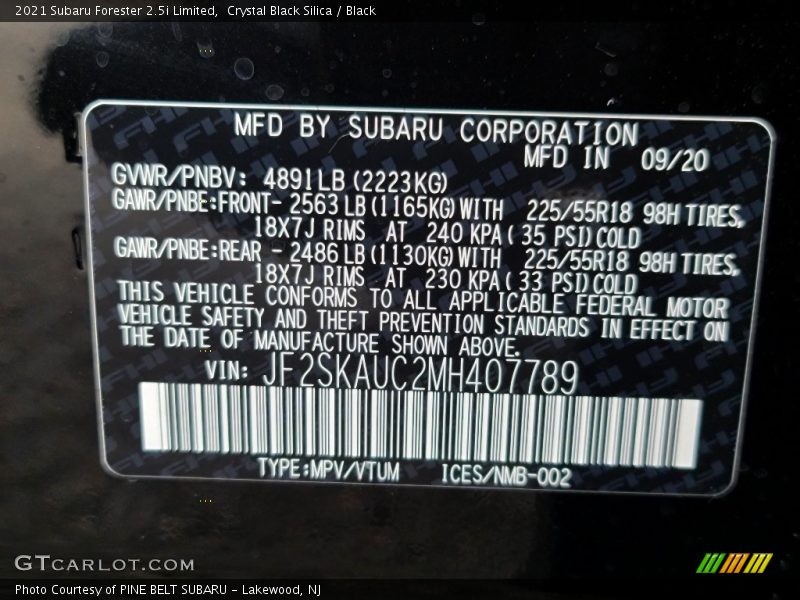 2021 Subaru Forester 2.5i Limited, Crystal Black Silica / Black
MFD BY SUBARU CORPORATION
MFD IN 09/20
GVWR/PNBV: 4891LB (2223KG)
GAWR/PNBE:FRONT- 2563 LB (1165KG) WITH 225/55R18 98H TIRES,
18X7J RIMS AT 240 KPA ( 35 PSI) COLD
GAWR/PNBE:REAR - 2486 LB (1130KG) WITH 225/55R18 98H TIRES,
18X7J RIMS AT 230 KPA ( 33 PSI) COLD
THIS VEHICLE CONFORMS TO ALL APPLICABLE FEDERAL MOTOR
VEHICLE SAFETY AND THEFT PREVENTION STANDARDS IN EFFECT ON
THE DATE OF MANUFACTURE SHOWN ABOVE.
VIN: JF2SKAUC2MH407789
TYPE:MPV/VTUM ICES/NMB-002
GTCARLOT.COM
Photo Courtesy of PINE BELT SUBARU - Lakewood, NJ